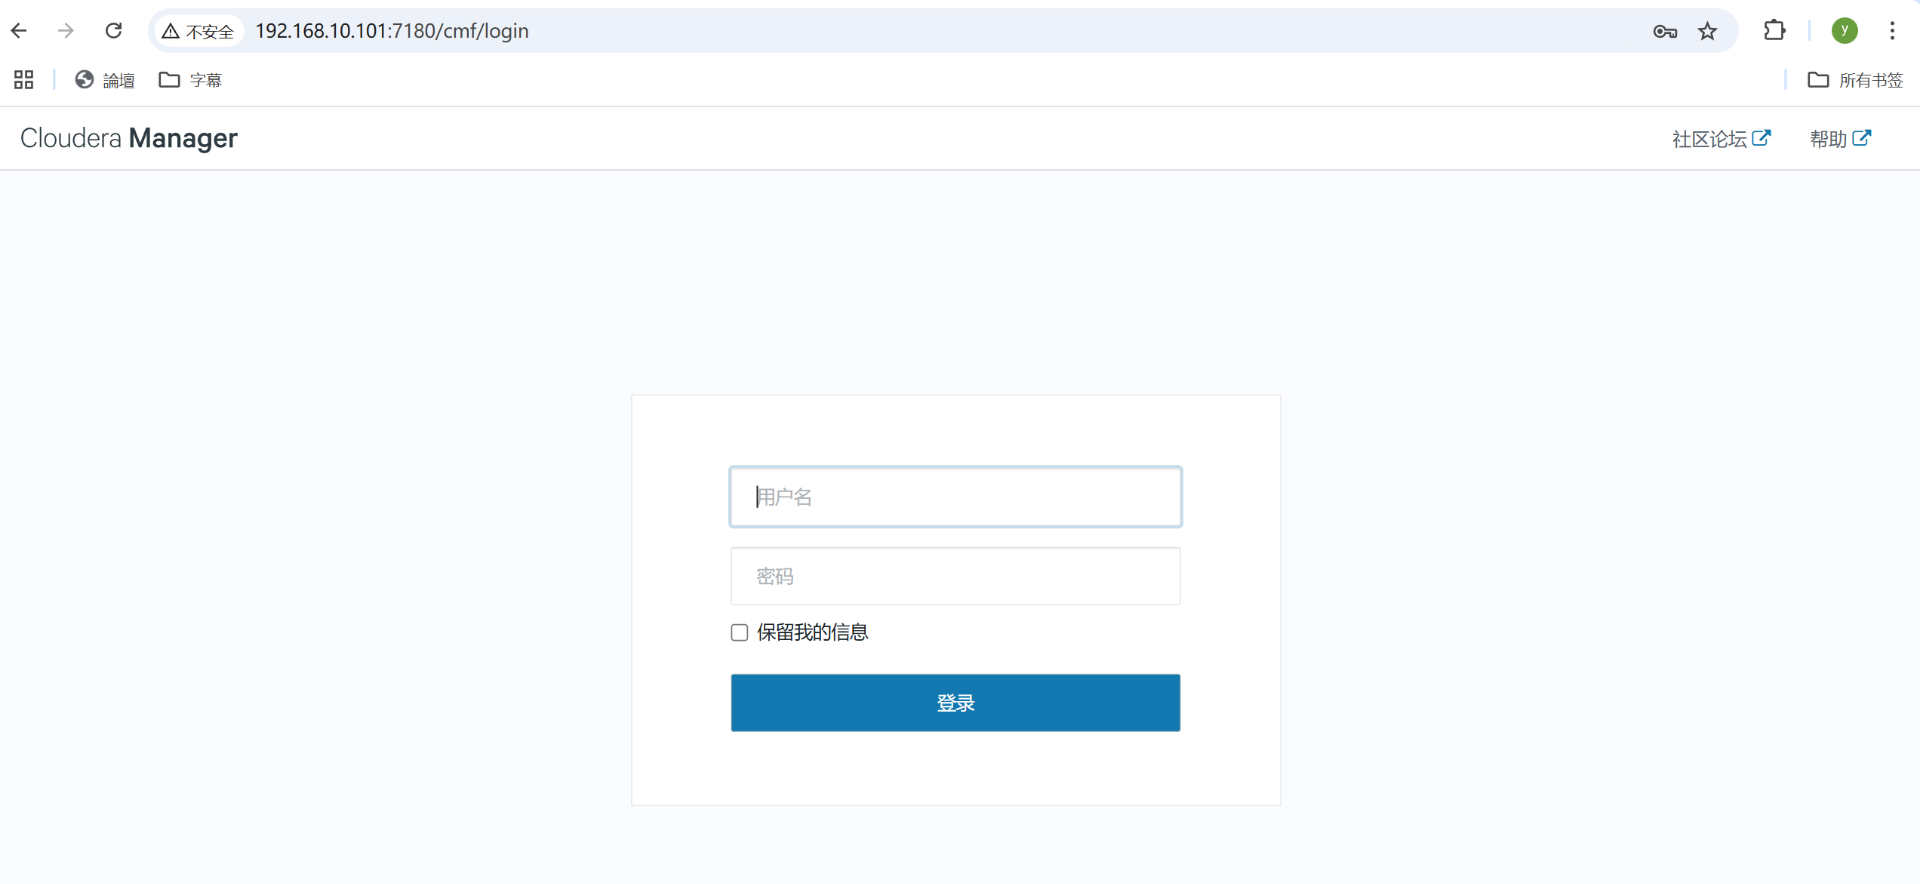 不安全 192.168.10.101:7180/cmf/login y
論壇 字幕 所有书签
Cloudera Manager 社区论坛 帮助
用户名
密码
保留我的信息
登录